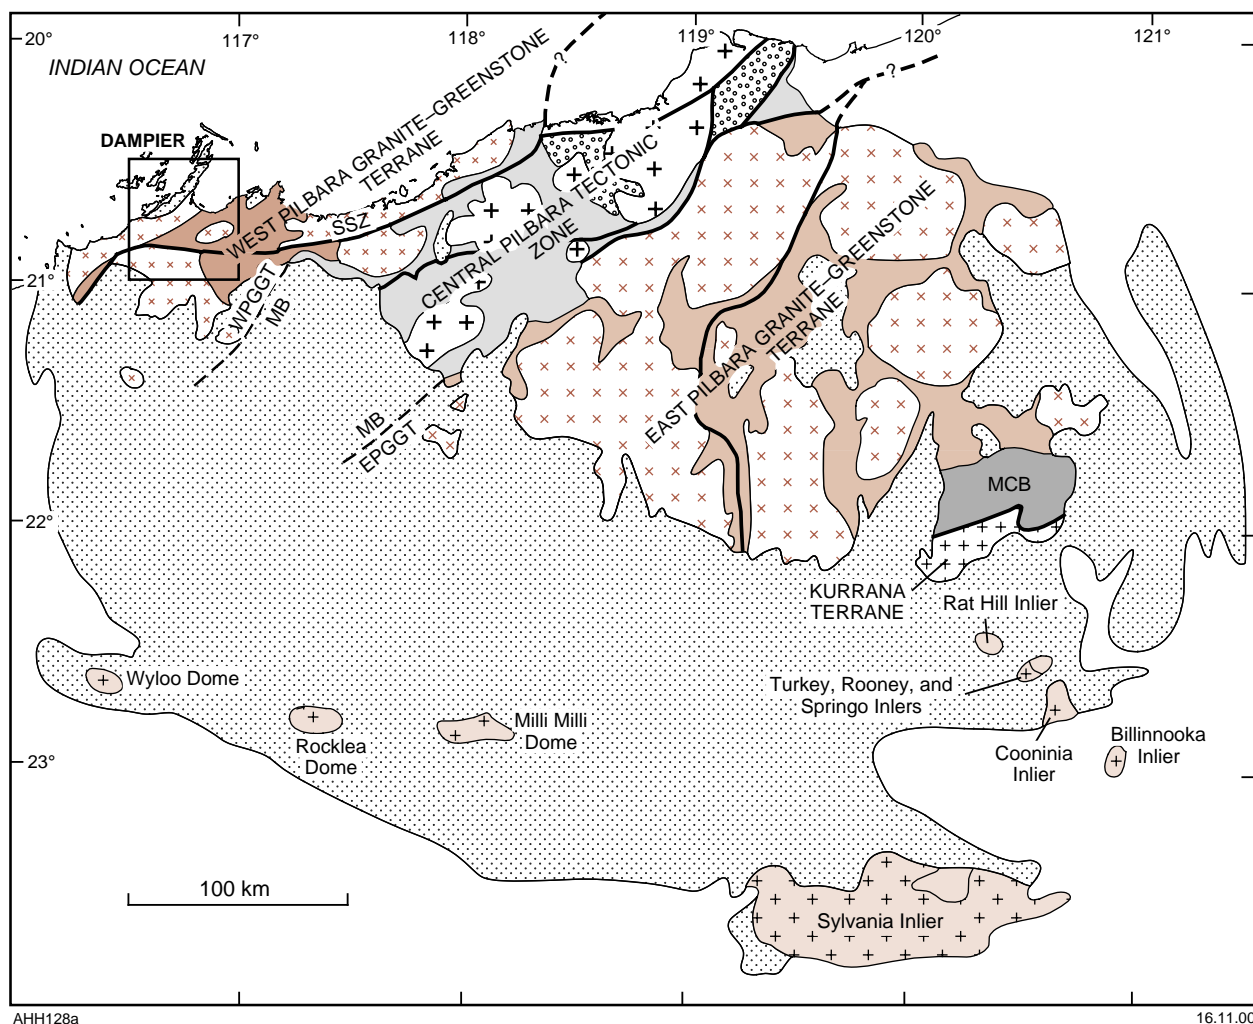 20°
117°
118°
119°
120°
121°
INDIAN OCEAN
DAMPIER
WEST PILBARA GRANITE–GREENSTONE
TERRANE
?
?
SSZ
CENTRAL PILBARA TECTONIC
ZONE
21°
WPGGT
MB
EAST PILBARA GRANITE–GREENSTONE
TERRANE
MB
EPGGT
MCB
22°
KURRANA
TERRANE
Rat Hill Inlier
Wyloo Dome
Turkey, Rooney, and
Springo Inlers
Rocklea
Dome
Milli Milli
Dome
Cooninia
Inlier
Billinnooka
Inlier
23°
100 km
Sylvania Inlier
AHH128a
16.11.00